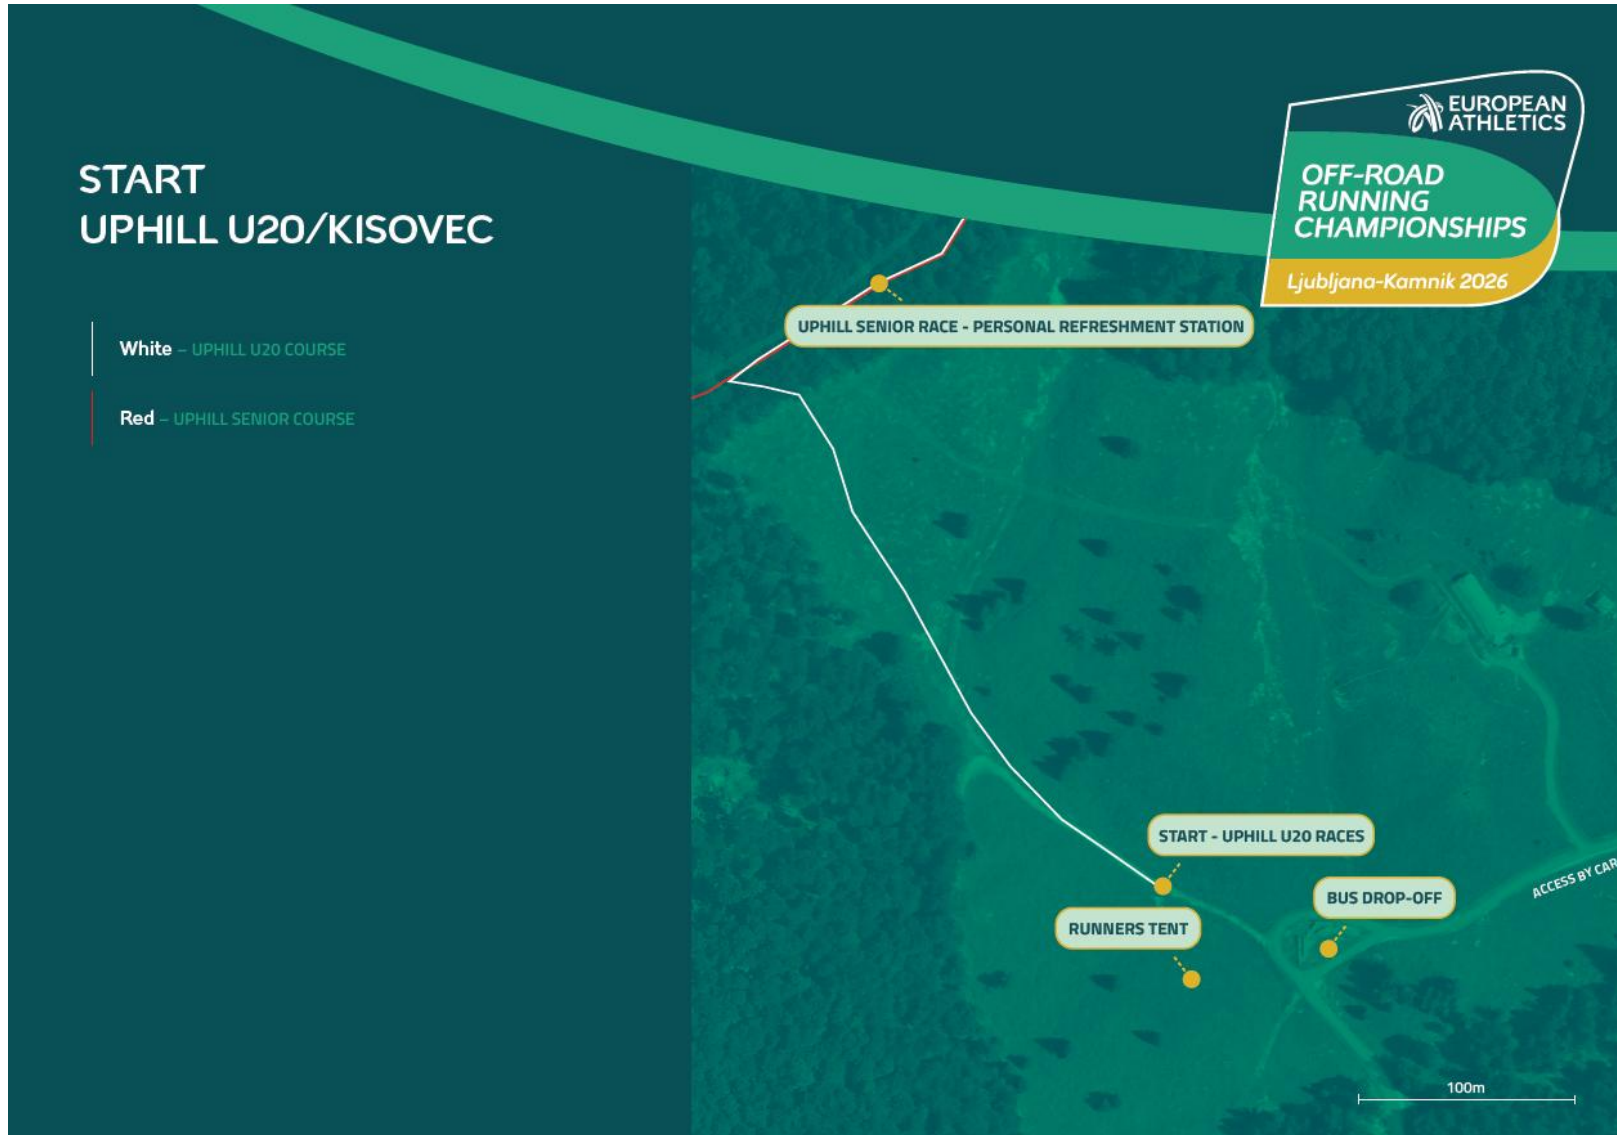 START
UPHILL U20/KISOVEC
White – UPHILL U20 COURSE
Red – UPHILL SENIOR COURSE
EUROPEAN
ATHLETICS
OFF-ROAD
RUNNING
CHAMPIONSHIPS
Ljubljana-Kamnik 2026
UPHILL SENIOR RACE - PERSONAL REFRESHMENT STATION
START - UPHILL U20 RACES
BUS DROP-OFF
ACCESS BY CAR
RUNNERS TENT
100m